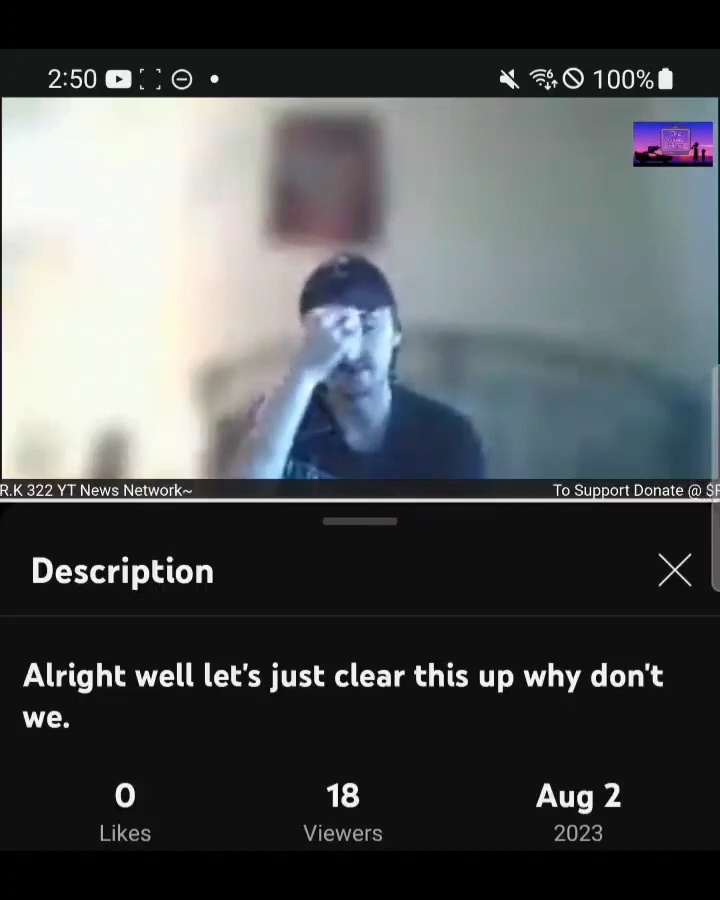 2:50
100%
R.K 322 YT News Network~
To Support Donate @
Description
Alright well let's just clear this up why don't
we.
0
18
Aug 2
Likes
Viewers
2023